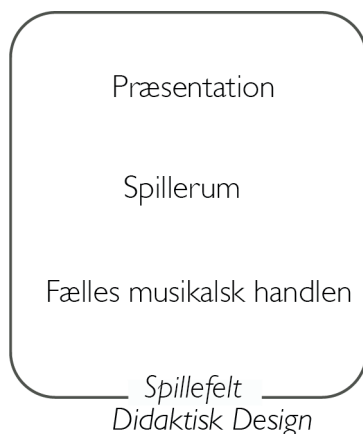 Præsentation
Spillerum
Fælles musikalsk handlen
Spillefelt
Didaktisk Design